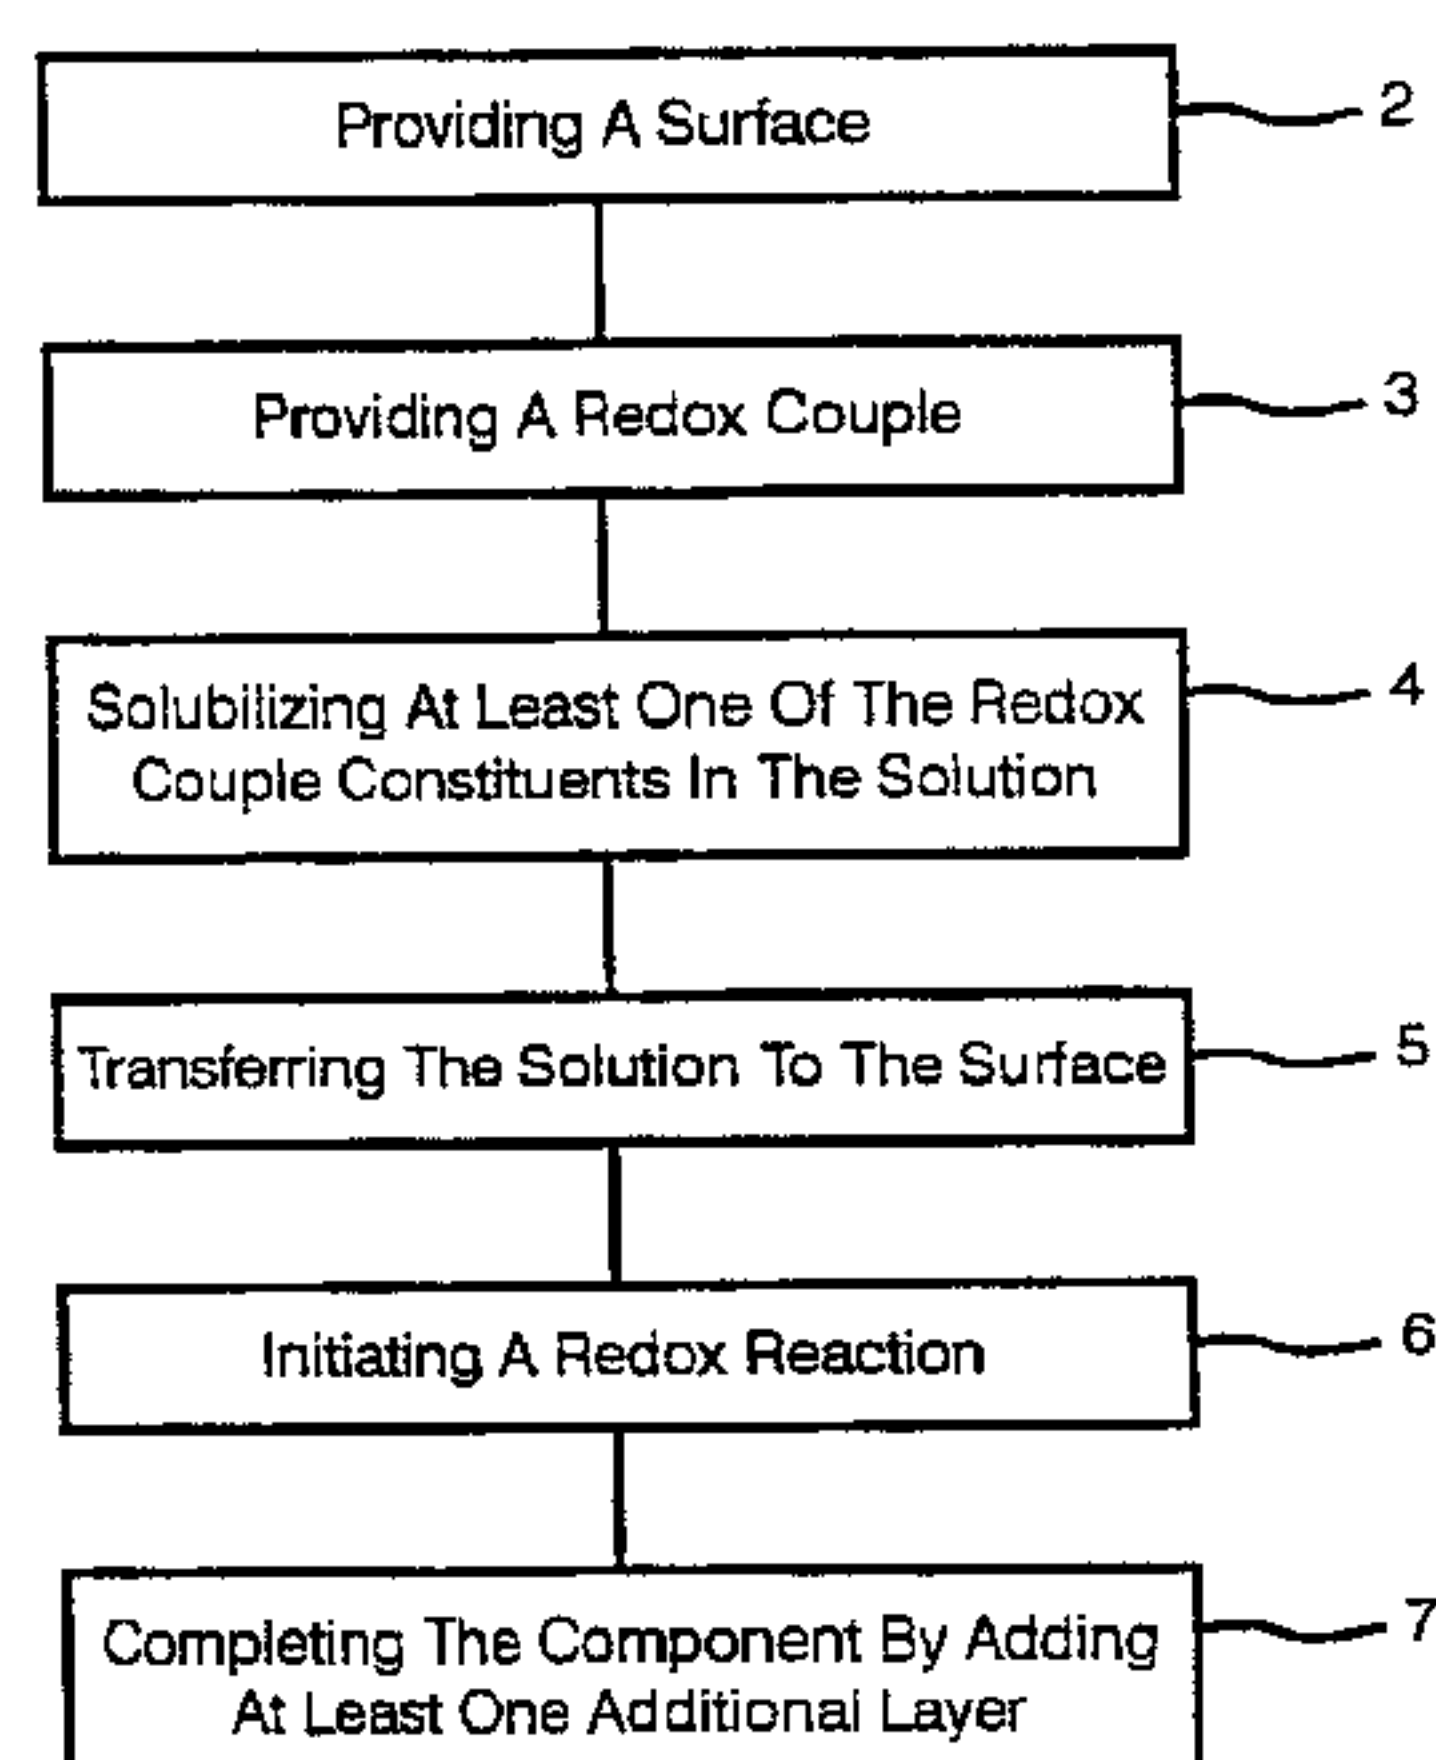 Providing A Surface
2
Providing A Redox Couple
3
Solubilizing At Least One Of The Redox
Couple Constituents In The Solution
4
Transferring The Solution To The Surface
5
Initiating A Redox Reaction
6
Completing The Component By Adding
At Least One Additional Layer
7